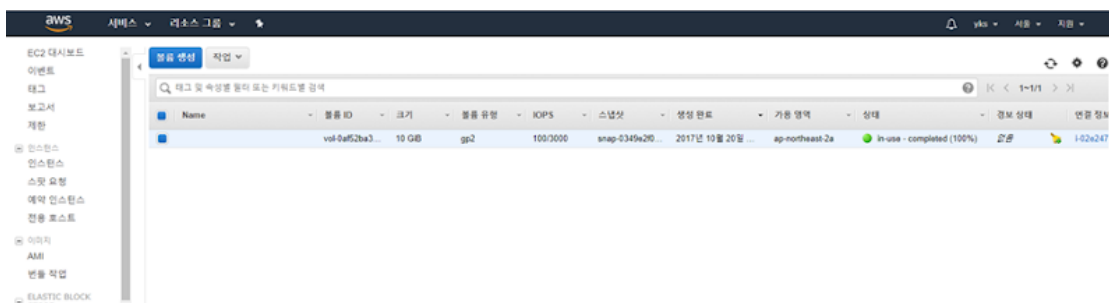 aws 서비스 리소스 그룹 yks 서울 지원
EC2 대시보드
이벤트
태그
보고서
제한
인스턴스
인스턴스
스팟 요청
예약 인스턴스
전용 호스트
이미지
AMI
번들 작업
ELASTIC BLOCK
볼륨 생성 작업
태그 및 속성별 필터 또는 키워드별 검색 1~1/1
Name 볼륨 ID 크기 볼륨 유형 IOPS 스냅샷 생성 완료 가용 영역 상태 경보 상태 연결 정보
vol-0af52ba3... 10 GiB gp2 100/3000 snap-0349e2f0... 2017년 10월 20일 ... ap-northeast-2a in-use - completed (100%) 없음 i-02e247